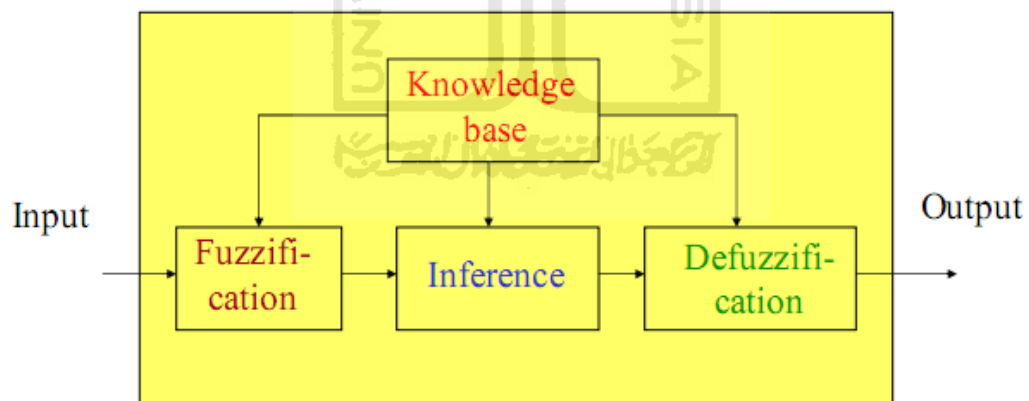 Knowledge
base
Input
Output
Fuzzifi-
cation
Inference
Defuzzifi-
cation